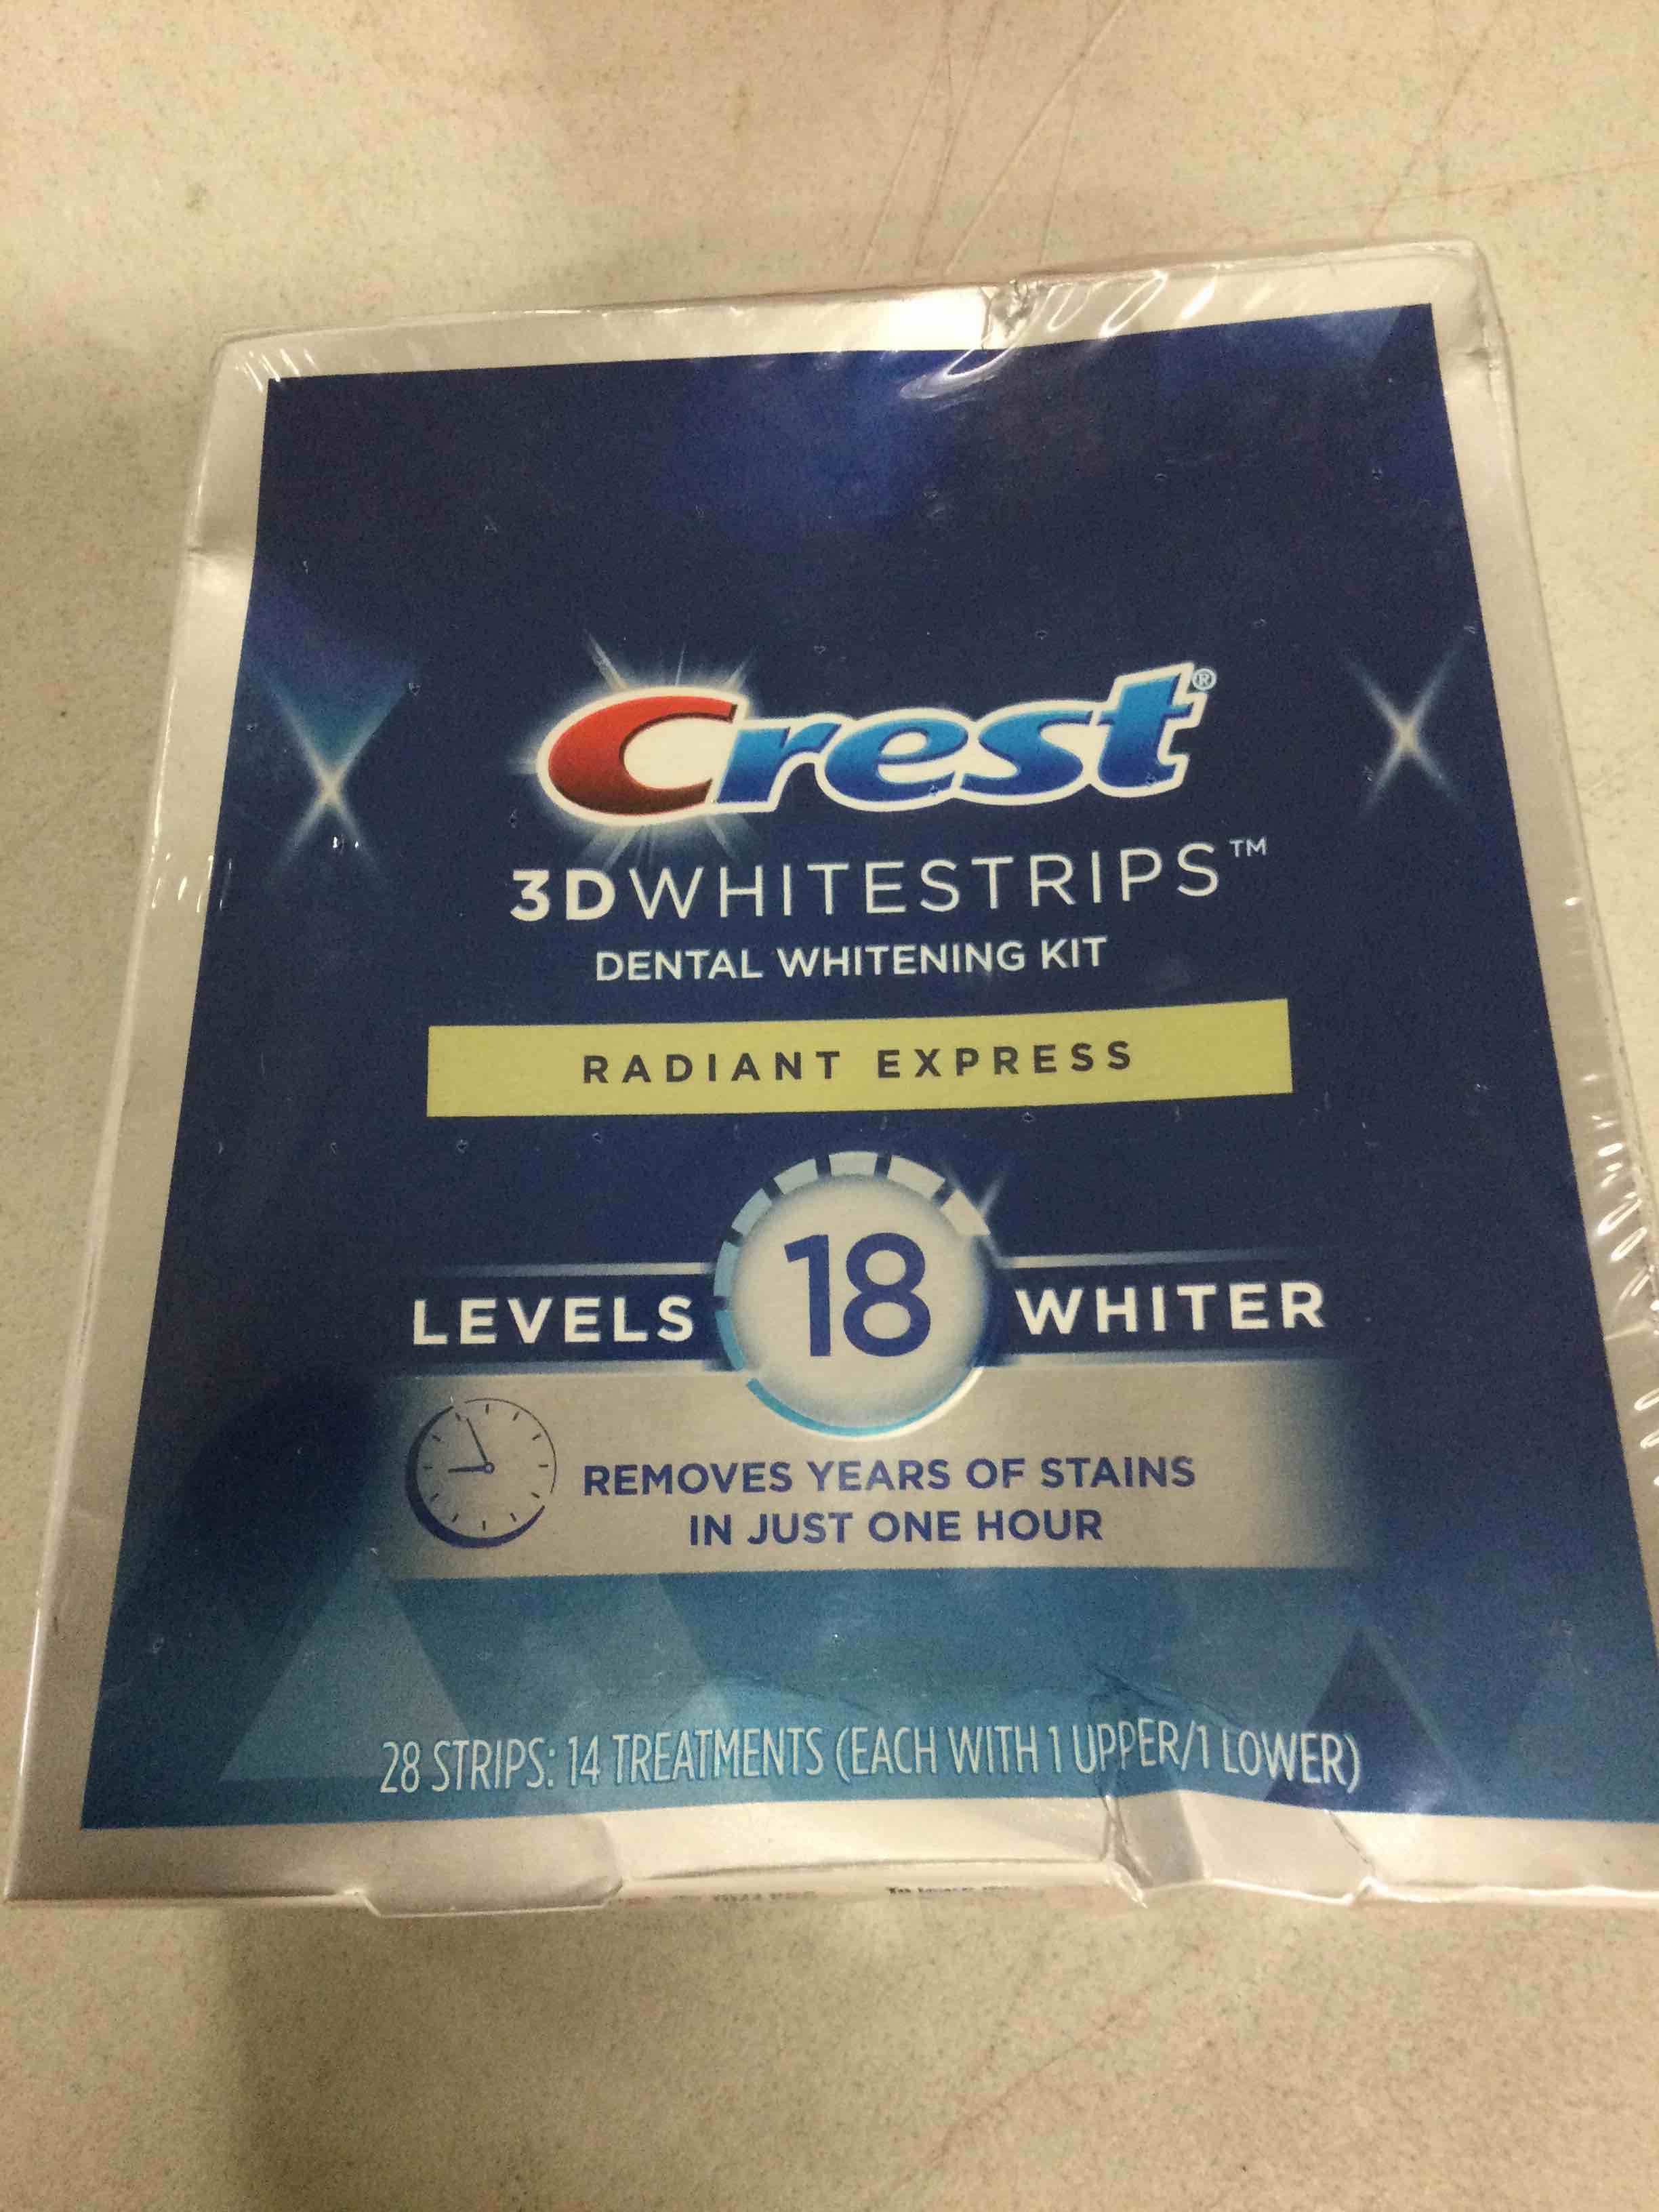 Crest®
3DWHITESTRIPS™
DENTAL WHITENING KIT
RADIANT EXPRESS
LEVELS 18 WHITER
REMOVES YEARS OF STAINS
IN JUST ONE HOUR
28 STRIPS: 14 TREATMENTS (EACH WITH 1 UPPER/1 LOWER)